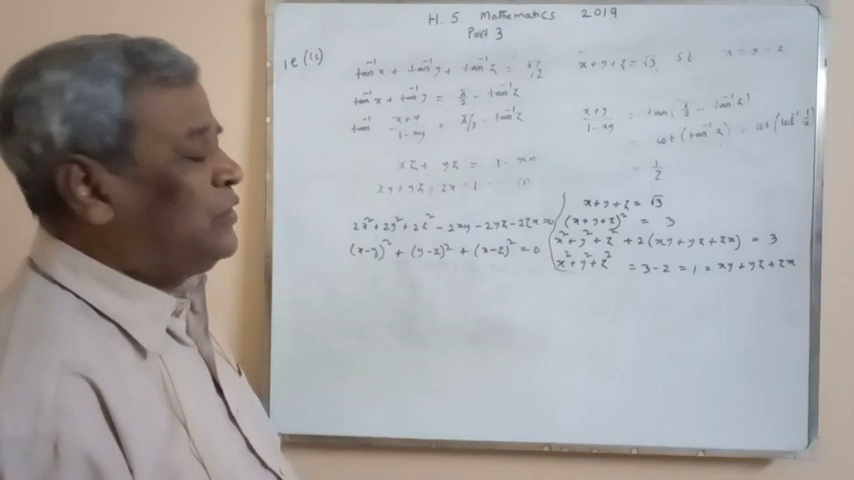 H. S. Mathematics 2019
Part 3
1e (ii)
tan⁻¹x + tan⁻¹y + tan⁻¹z = π/2 x+y+z = √3, S.t x = y = z
tan⁻¹x + tan⁻¹y = π/2 - tan⁻¹z
tan⁻¹ (x+y)/(1-xy) = π/2 - tan⁻¹z
(x+y)/(1-xy) = tan(π/2 - tan⁻¹z)
= cot(tan⁻¹z) = cot(cot⁻¹ 1/z)
= 1/z
xz + yz = 1 - xy
xy + yz + zx = 1
2x² + 2y² + 2z² - 2xy - 2yz - 2zx = 0
(x-y)² + (y-z)² + (x-z)² = 0
x+y+z = √3
(x+y+z)² = 3
x² + y² + z² + 2(xy+yz+zx) = 3
x² + y² + z² = 3-2 = 1 = xy+yz+zx